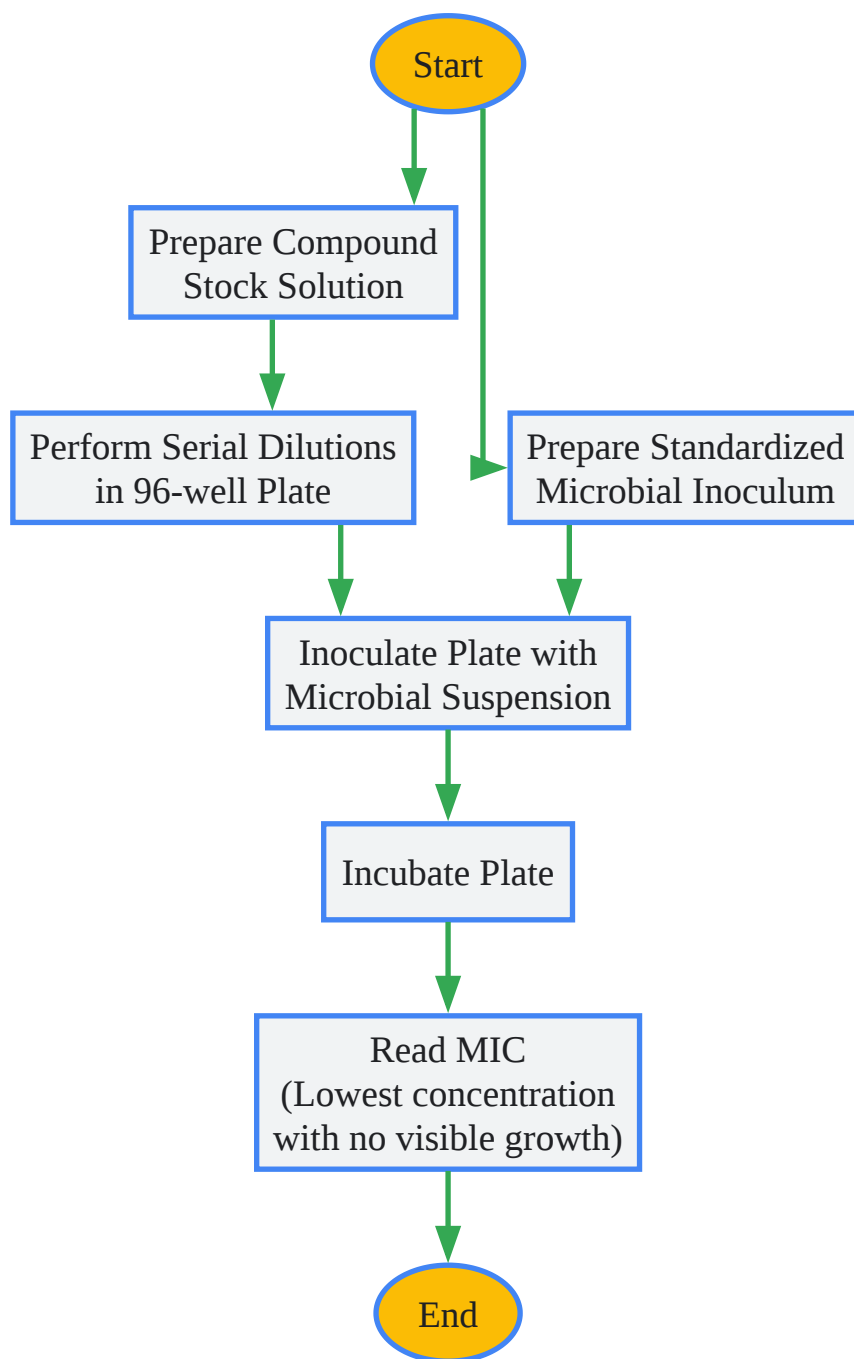 Start
Prepare Compound
Stock Solution
Perform Serial Dilutions
in 96-well Plate
Prepare Standardized
Microbial Inoculum
Inoculate Plate with
Microbial Suspension
Incubate Plate
Read MIC
(Lowest concentration
with no visible growth)
End